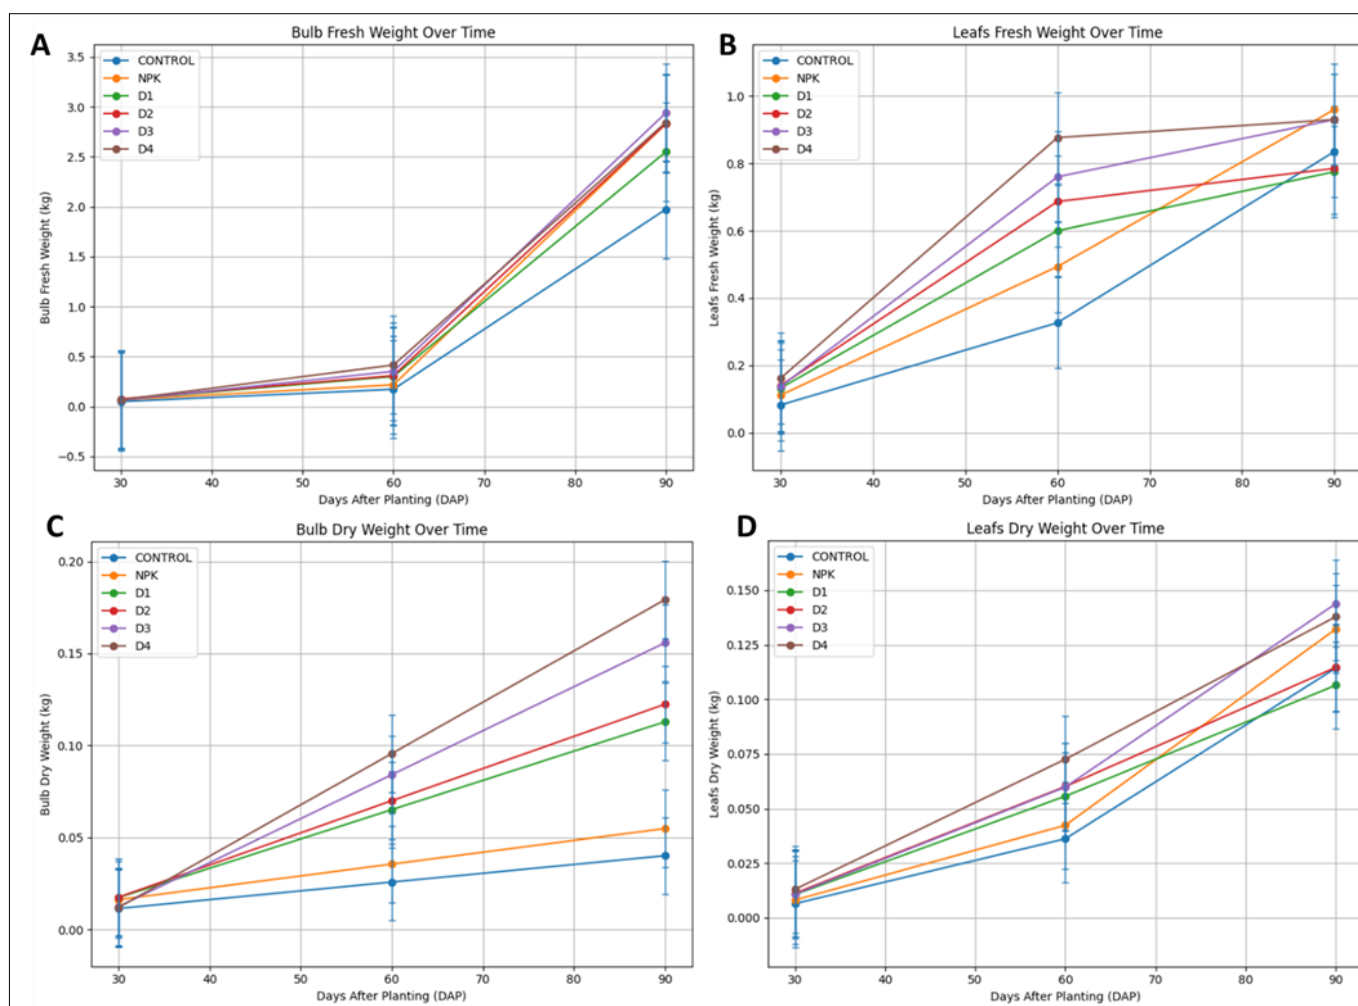 A
Bulb Fresh Weight Over Time
3.5
3.0
2.5
2.0
1.5
1.0
0.5
0.0
−0.5
Bulb Fresh Weight (kg)
CONTROL
NPK
D1
D2
D3
D4
30 40 50 60 70 80 90
Days After Planting (DAP)
B
Leafs Fresh Weight Over Time
1.0
0.8
0.6
0.4
0.2
0.0
Leafs Fresh Weight (kg)
CONTROL
NPK
D1
D2
D3
D4
30 40 50 60 70 80 90
Days After Planting (DAP)
C
Bulb Dry Weight Over Time
0.20
0.15
0.10
0.05
0.00
Bulb Dry Weight (kg)
CONTROL
NPK
D1
D2
D3
D4
30 40 50 60 70 80 90
Days After Planting (DAP)
D
Leafs Dry Weight Over Time
0.150
0.125
0.100
0.075
0.050
0.025
0.000
Leafs Dry Weight (kg)
CONTROL
NPK
D1
D2
D3
D4
30 40 50 60 70 80 90
Days After Planting (DAP)